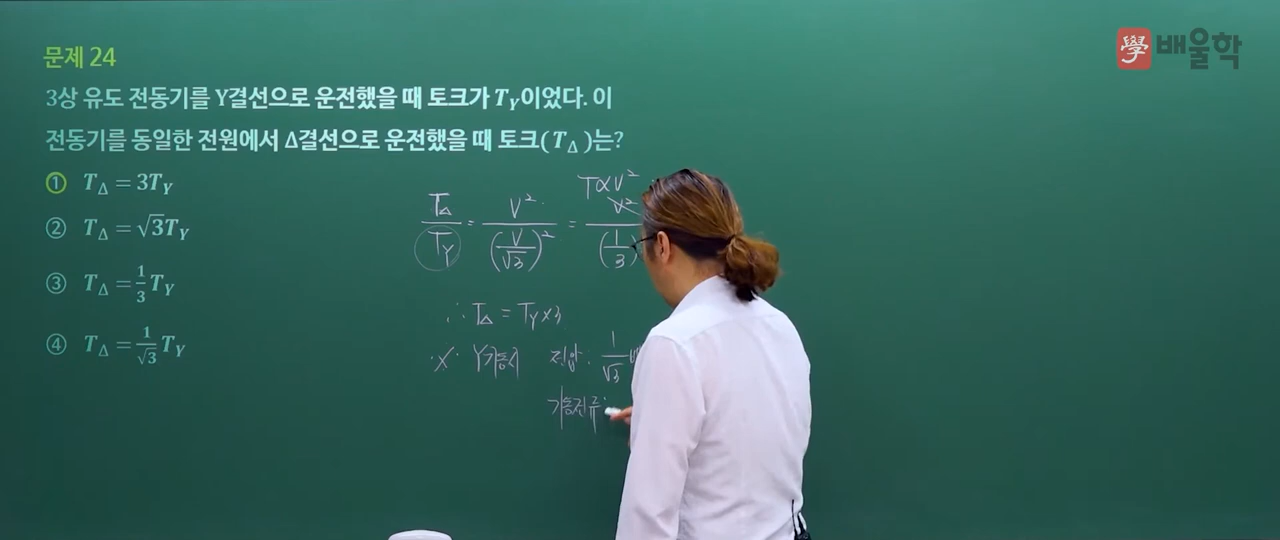 學 배울학
문제 24
3상 유도 전동기를 Y결선으로 운전했을 때 토크가 T_Y이었다. 이
전동기를 동일한 전원에서 Δ결선으로 운전했을 때 토크( T_Δ )는?
① T_Δ = 3T_Y
② T_Δ = √3T_Y
③ T_Δ = 1/3 T_Y
④ T_Δ = 1/√3 T_Y
T∝V²
T_Δ/T_Y = V²/(V/√3)² = V²/(1/3)
∴ T_Δ = T_Y×3
※ Y기동시 전압 : 1/√3배
기동전류 :